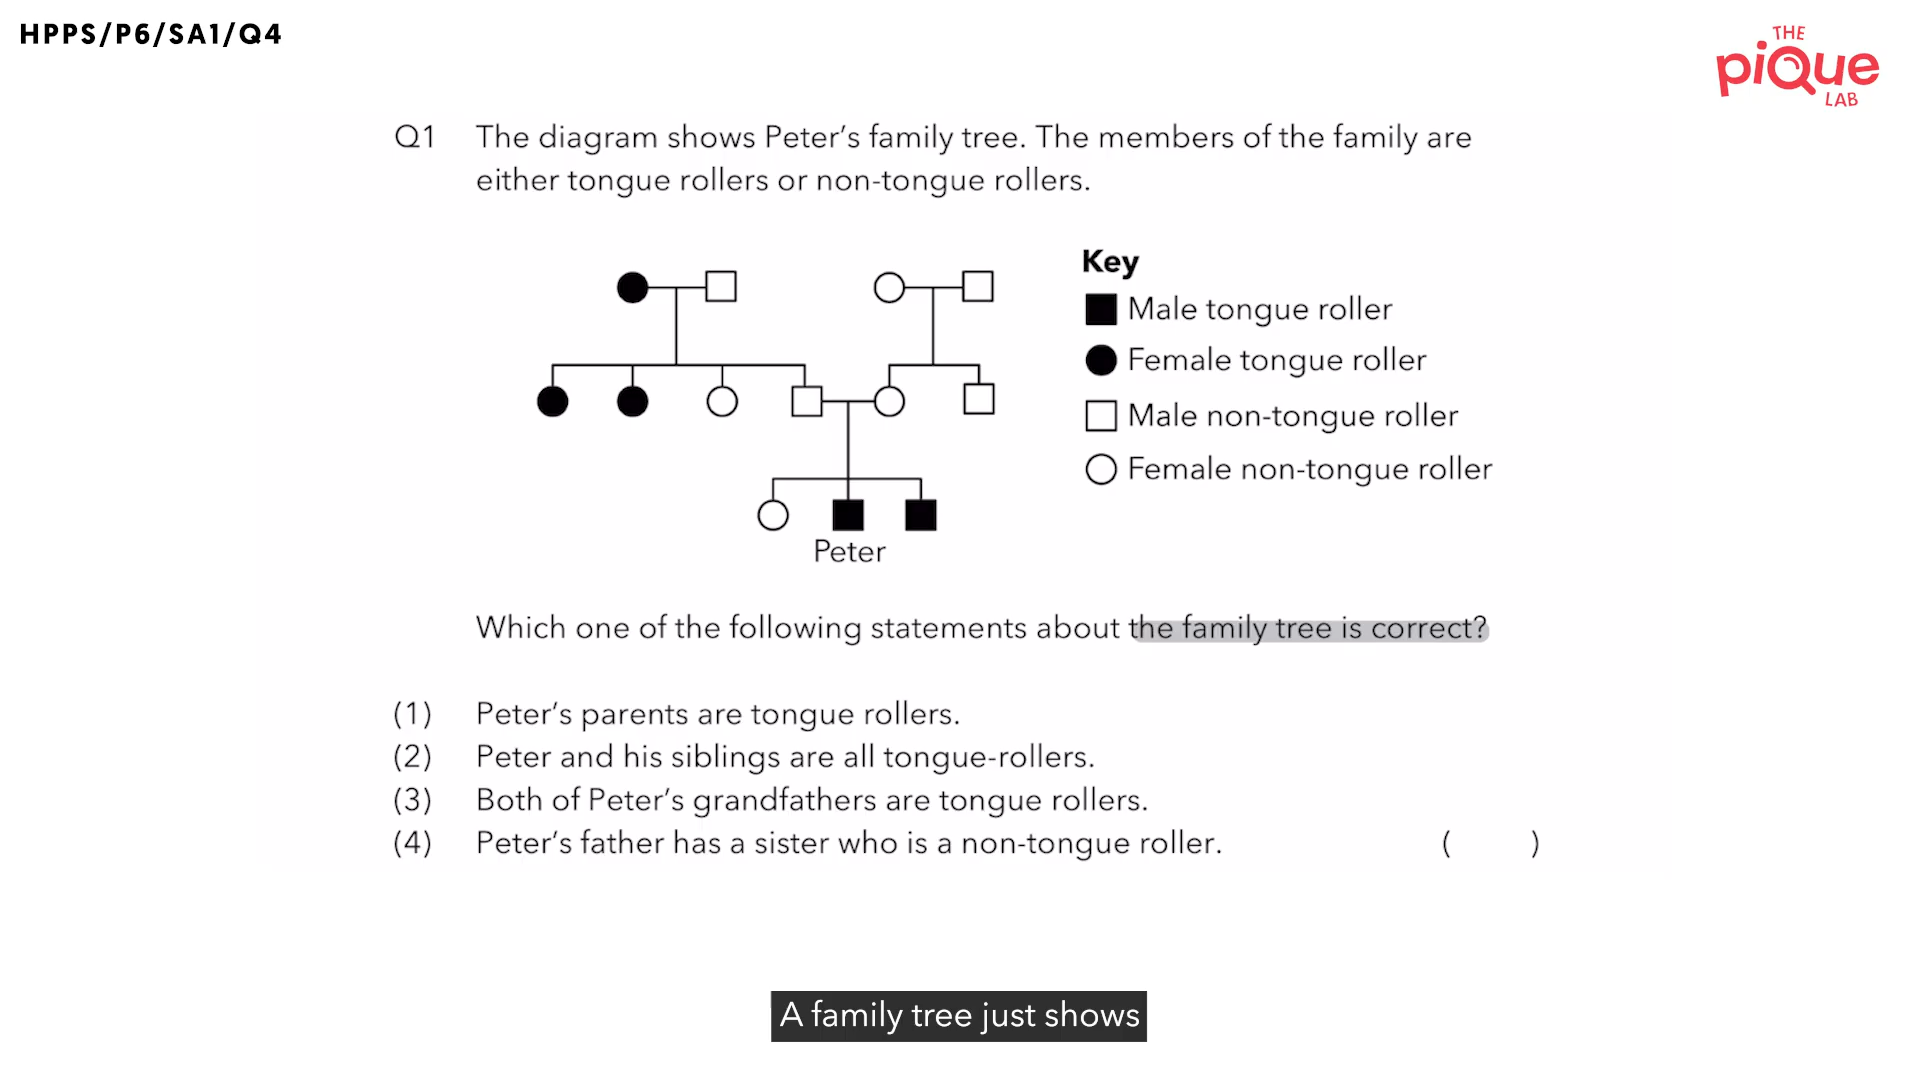 HPPS/P6/SA1/Q4
THE
piQue
LAB
Q1 The diagram shows Peter's family tree. The members of the family are
either tongue rollers or non-tongue rollers.
Key
Male tongue roller
Female tongue roller
Male non-tongue roller
Female non-tongue roller
Peter
Which one of the following statements about the family tree is correct?
(1) Peter's parents are tongue rollers.
(2) Peter and his siblings are all tongue-rollers.
(3) Both of Peter's grandfathers are tongue rollers.
(4) Peter's father has a sister who is a non-tongue roller. ( )
A family tree just shows